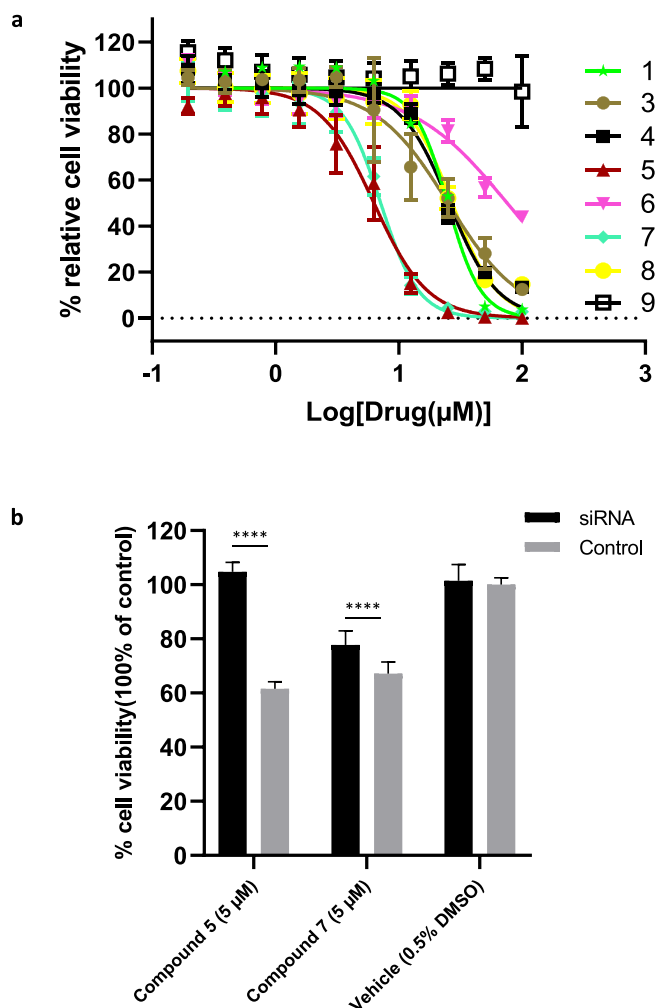 a
% relative cell viability
120
100
80
60
40
20
0
-1
0
1
2
3
Log[Drug(µM)]
1
3
4
5
6
7
8
9
b
% cell viability(100% of control)
120
100
80
60
40
20
0
****
****
siRNA
Control
Compound 5 (5 µM)
Compound 7 (5 µM)
Vehicle (0.5% DMSO)